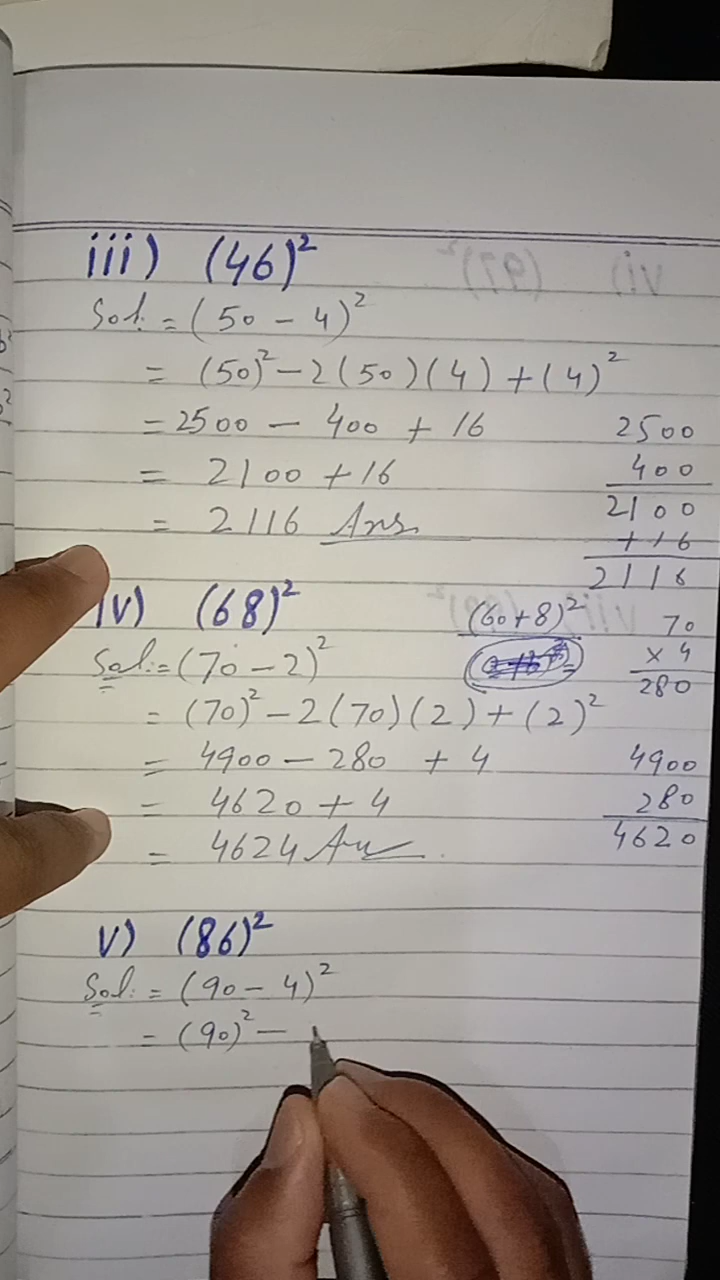 iii) (46)²
Sol: = (50 - 4)²
= (50)² - 2(50)(4) + (4)²
= 2500 - 400 + 16
= 2100 + 16
= 2116 Ans
2500
400
2100
+16
2116
iv) (68)²
(60+8)²
Sol: = (70 - 2)²
= (70)² - 2(70)(2) + (2)²
= 4900 - 280 + 4
= 4620 + 4
= 4624 Ans
70
x 4
280
4900
280
4620
v) (86)²
Sol: = (90 - 4)²
= (90)² -
vi) (97)²